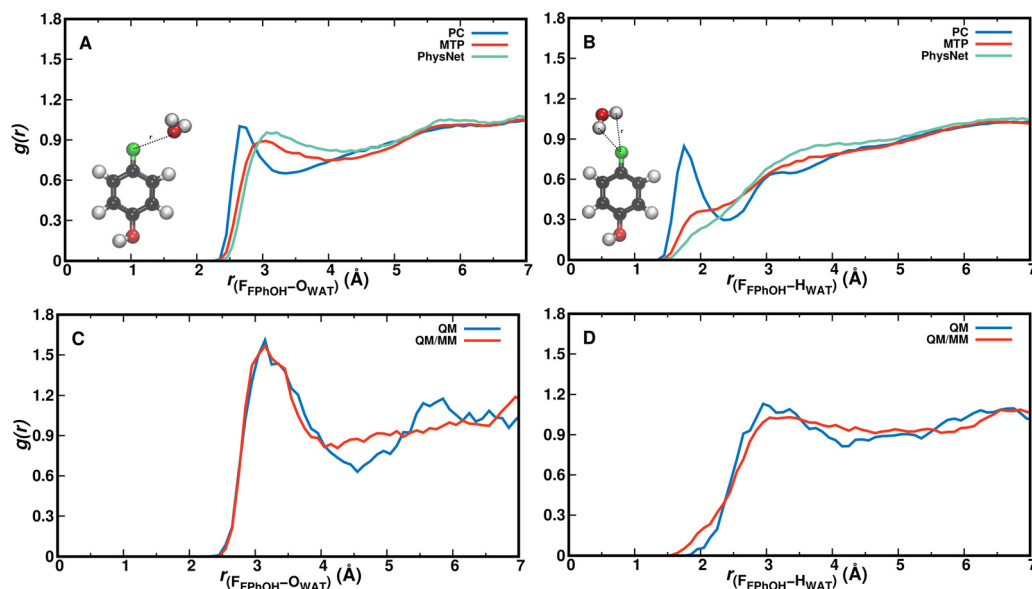 A
PC
MTP
PhysNet
g(r)
1.8
1.5
1.2
0.9
0.6
0.3
0
r
0 1 2 3 4 5 6 7
r(FFPhOH−OWAT) (Å)
B
PC
MTP
PhysNet
1.8
1.5
1.2
0.9
0.6
0.3
0
r
0 1 2 3 4 5 6 7
r(FFPhOH−HWAT) (Å)
C
QM
QM/MM
g(r)
1.8
1.5
1.2
0.9
0.6
0.3
0
0 1 2 3 4 5 6 7
r(FFPhOH−OWAT) (Å)
D
QM
QM/MM
1.8
1.5
1.2
0.9
0.6
0.3
0
0 1 2 3 4 5 6 7
r(FFPhOH−HWAT) (Å)